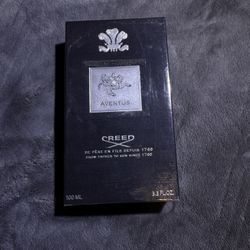 AVENTUS
CREED
DE PÈRE EN FILS DEPUIS 1760
FROM FATHER TO SON SINCE 1760
100 ML
3.3 FL.OZ.